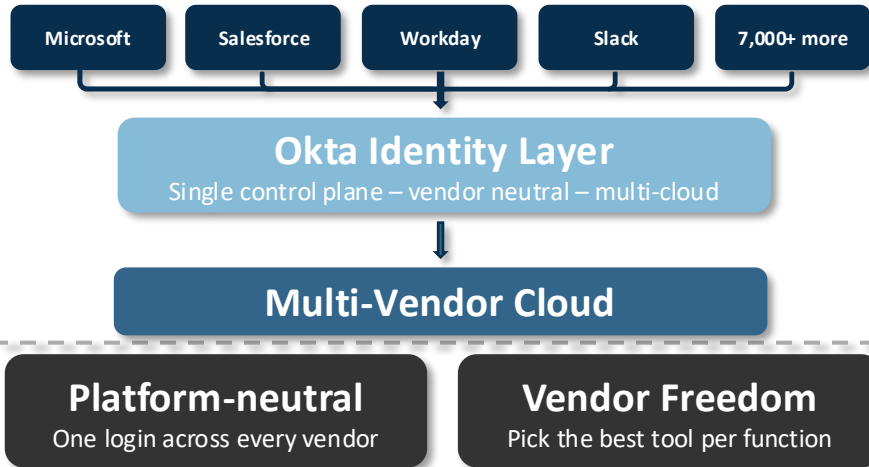 Microsoft
Salesforce
Workday
Slack
7,000+ more
Okta Identity Layer
Single control plane – vendor neutral – multi-cloud
Multi-Vendor Cloud
Platform-neutral
One login across every vendor
Vendor Freedom
Pick the best tool per function